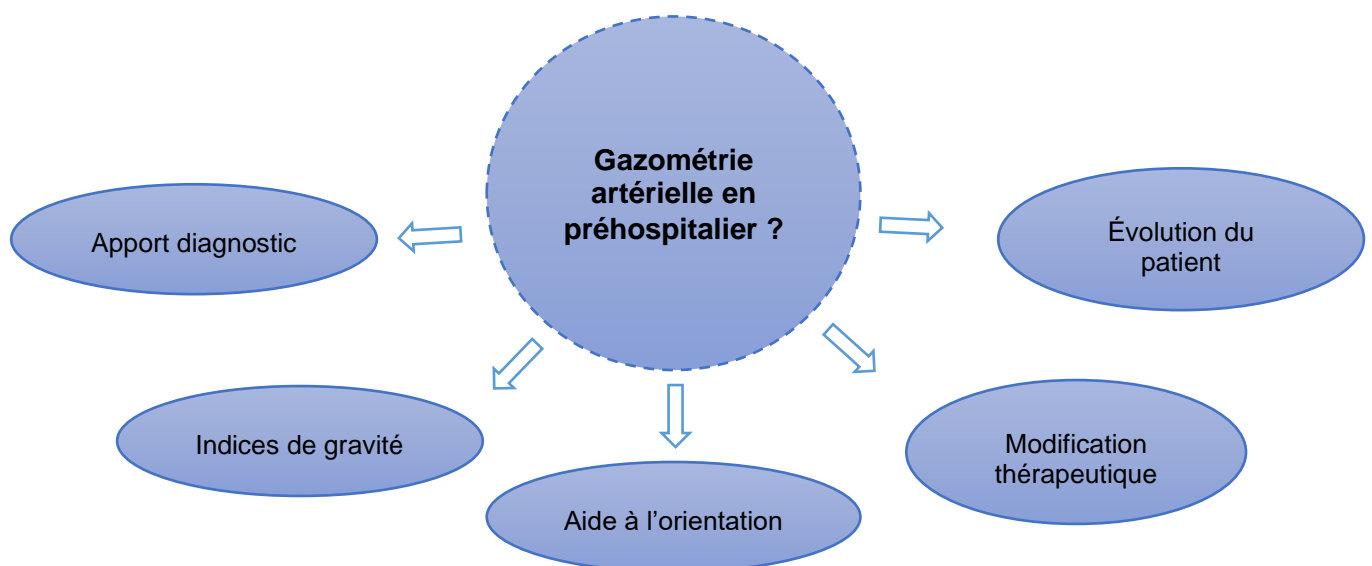 Gazométrie
artérielle en
préhospitalier ?
Apport diagnostic
Indices de gravité
Aide à l’orientation
Modification
thérapeutique
Évolution du
patient